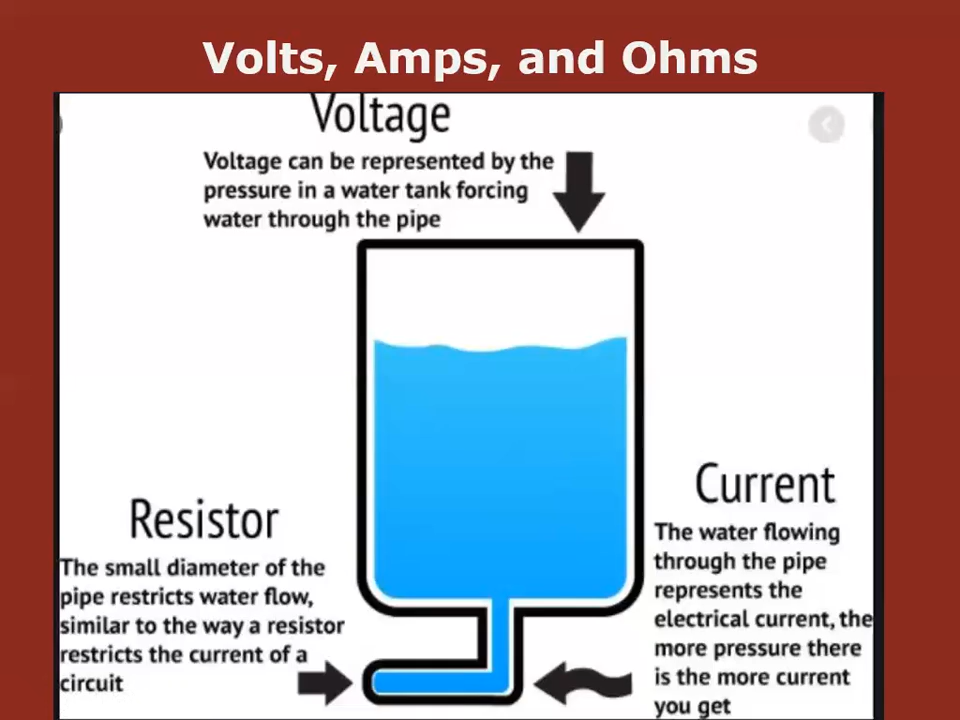 Volts, Amps, and Ohms
Voltage
Voltage can be represented by the
pressure in a water tank forcing
water through the pipe
Resistor
The small diameter of the
pipe restricts water flow,
similar to the way a resistor
restricts the current of a
circuit
Current
The water flowing
through the pipe
represents the
electrical current, the
more pressure there
is the more current
you get